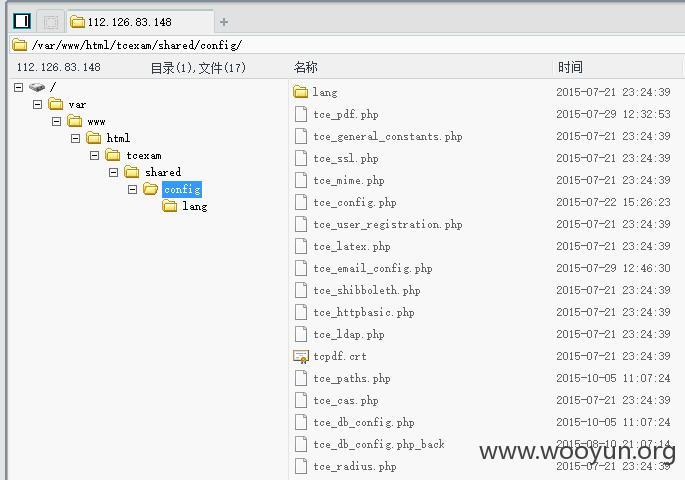 112.126.83.148
/var/www/html/tcexam/shared/config/
112.126.83.148 目录(1),文件(17) 名称 时间
/
var
www
html
tcexam
shared
config
lang
lang 2015-07-21 23:24:39
tce_pdf.php 2015-07-29 12:32:53
tce_general_constants.php 2015-07-21 23:24:39
tce_ssl.php 2015-07-21 23:24:39
tce_mime.php 2015-07-21 23:24:39
tce_config.php 2015-07-22 15:26:23
tce_user_registration.php 2015-07-21 23:24:39
tce_latex.php 2015-07-21 23:24:39
tce_email_config.php 2015-07-29 12:46:30
tce_shibboleth.php 2015-07-21 23:24:39
tce_httpbasic.php 2015-07-21 23:24:39
tce_ldap.php 2015-07-21 23:24:39
tcpdf.crt 2015-07-21 23:24:39
tce_paths.php 2015-10-05 11:07:24
tce_cas.php 2015-07-21 23:24:39
tce_db_config.php 2015-10-05 11:07:24
tce_db_config.php_back 2015-08-10 21:07:14
www.wooyun.org
tce_radius.php 2015-07-21 23:24:39